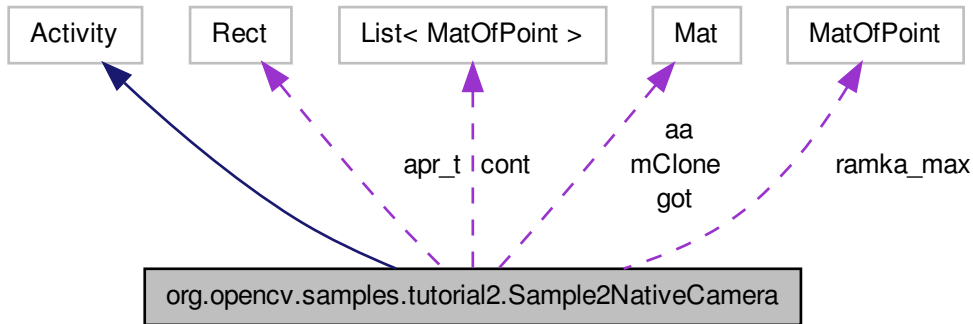 Activity
Rect
List< MatOfPoint >
Mat
MatOfPoint
apr_t
cont
aa
mClone
got
ramka_max
org.opencv.samples.tutorial2.Sample2NativeCamera